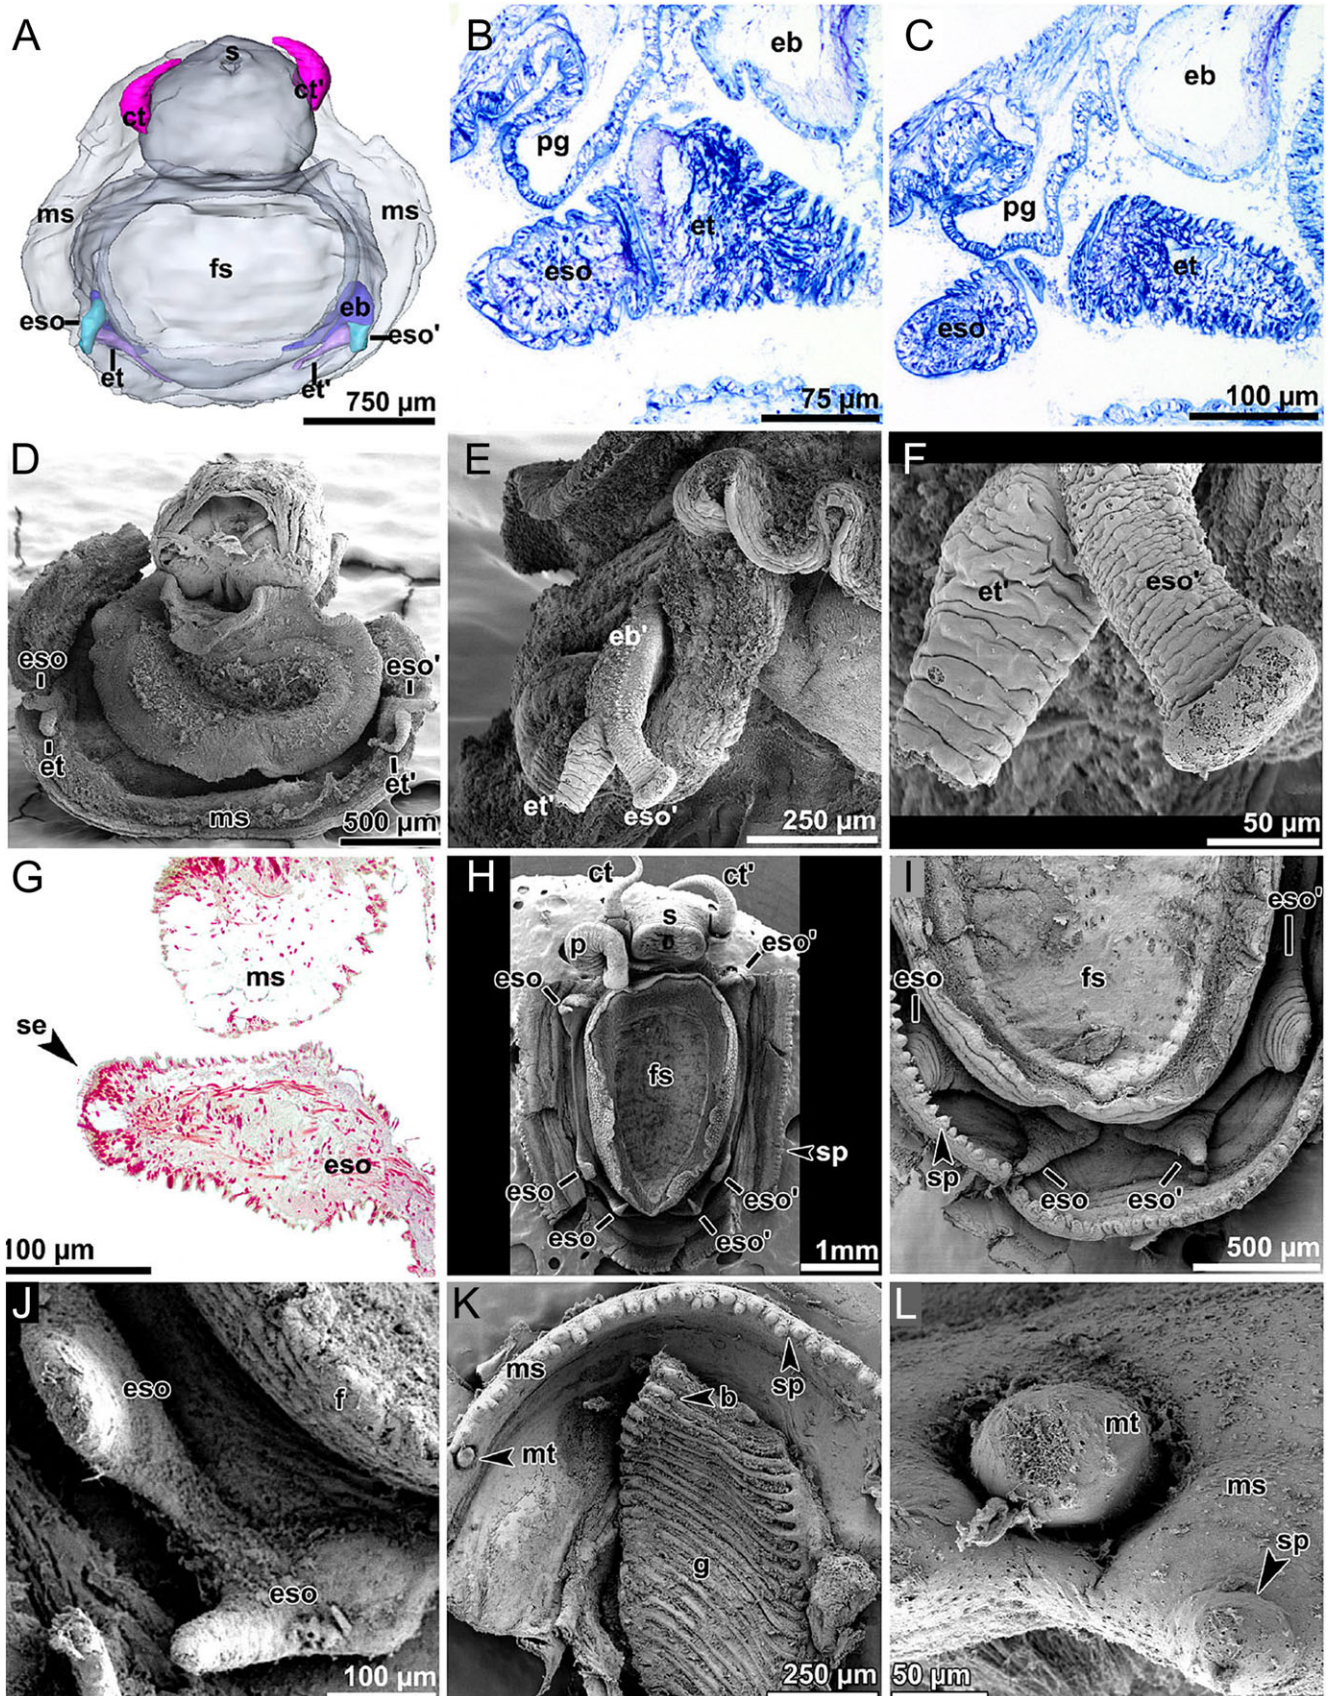 A
s
ct
ct'
ms
ms
fs
eb
eso
eso'
et
et'
750 µm
B
eb
pg
et
eso
75 µm
C
eb
pg
et
eso
100 µm
D
eso
eso'
et
et'
ms
500 µm
E
eb'
et'
eso'
250 µm
F
et'
eso'
50 µm
G
ms
se
eso
100 µm
H
ct
ct'
s
o
p
eso'
eso
fs
sp
eso
eso'
eso
eso'
1mm
I
eso'
eso
fs
sp
eso
eso'
500 µm
J
eso
f
eso
100 µm
K
ms
sp
b
mt
g
250 µm
L
mt
ms
sp
50 µm